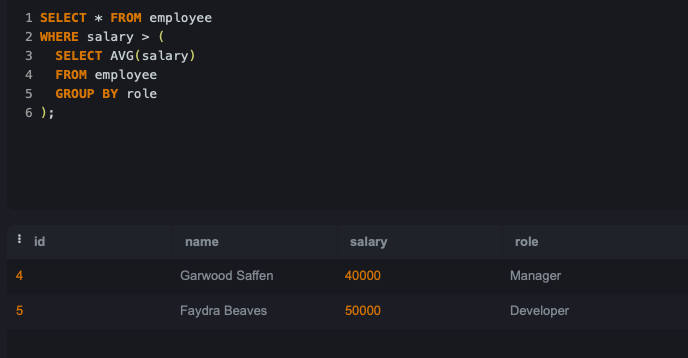 1 SELECT * FROM employee
2 WHERE salary > (
3   SELECT AVG(salary)
4   FROM employee
5   GROUP BY role
6 );
id name salary role
4 Garwood Saffen 40000 Manager
5 Faydra Beaves 50000 Developer